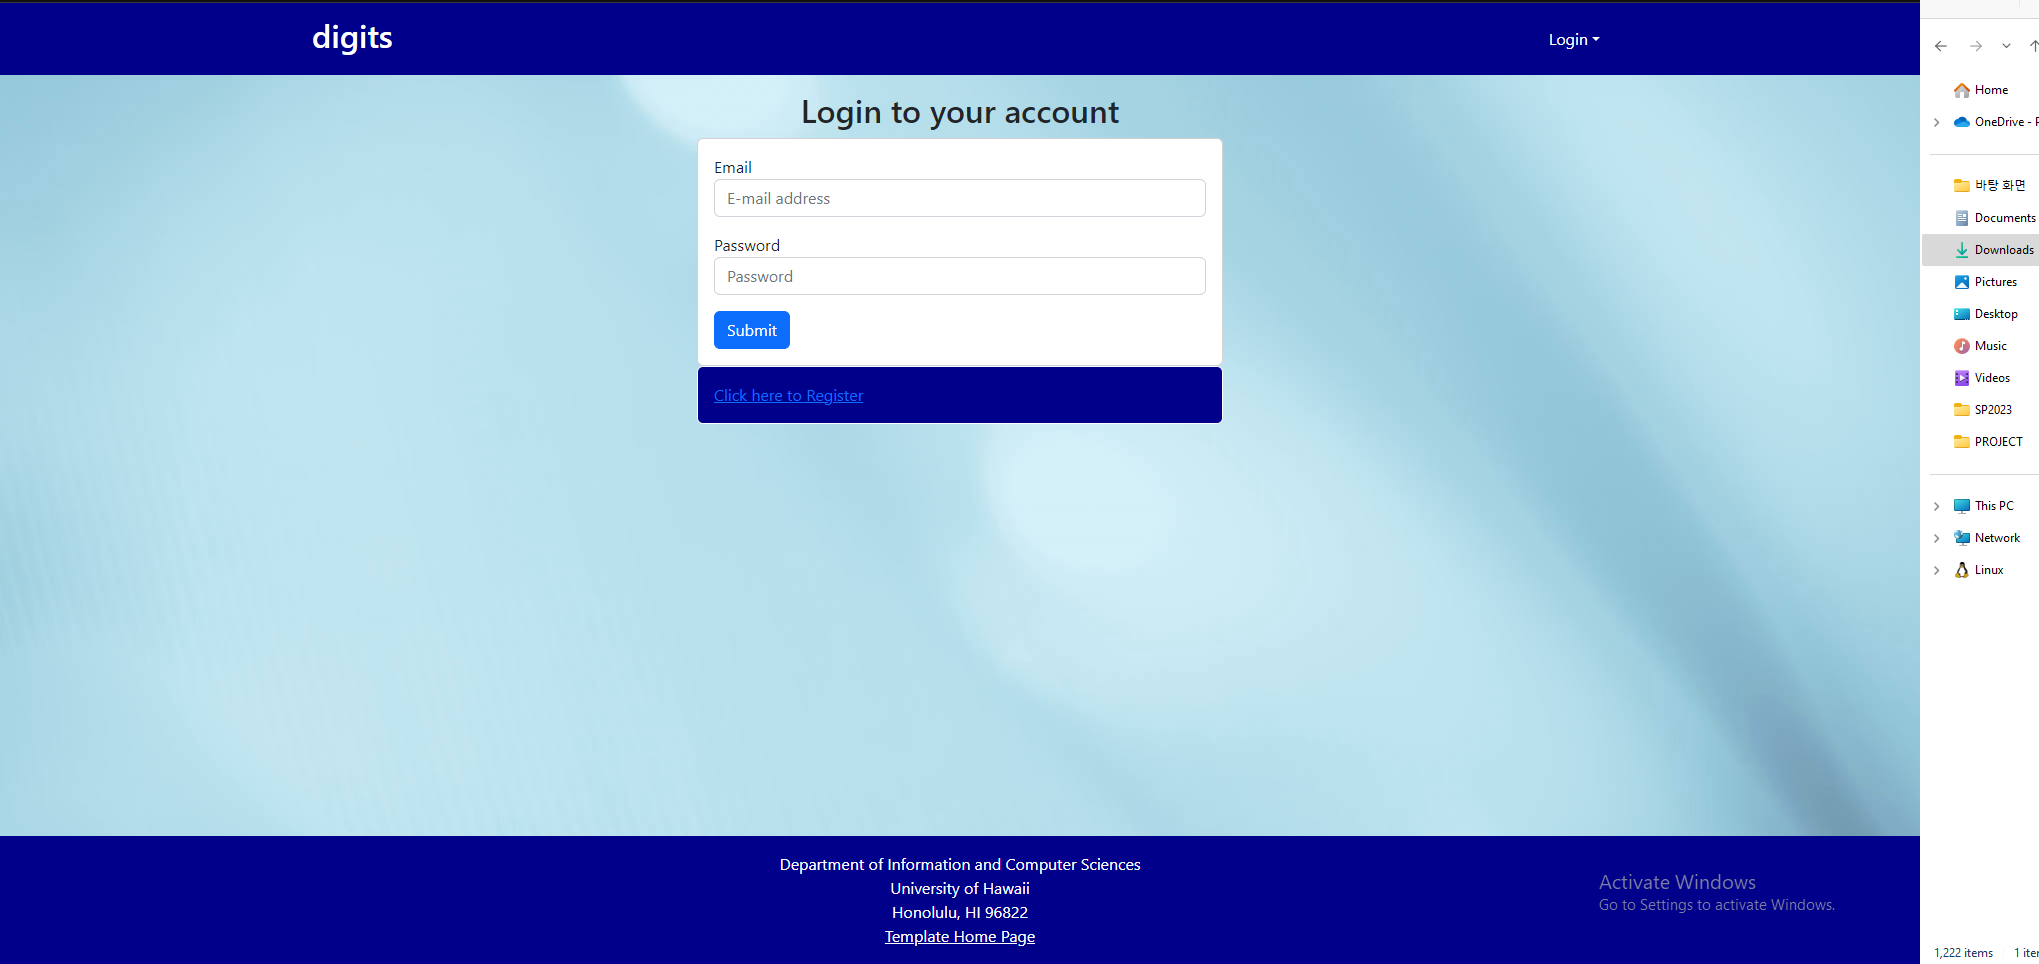 digits
Login
Login to your account
Email
E-mail address
Password
Password
Submit
Click here to Register
Department of Information and Computer Sciences
University of Hawaii
Honolulu, HI 96822
Template Home Page
Activate Windows
Go to Settings to activate Windows.
Home
OneDrive -
바탕 화면
Documents
Downloads
Pictures
Desktop
Music
Videos
SP2023
PROJECT
This PC
Network
Linux
1,222 items
1